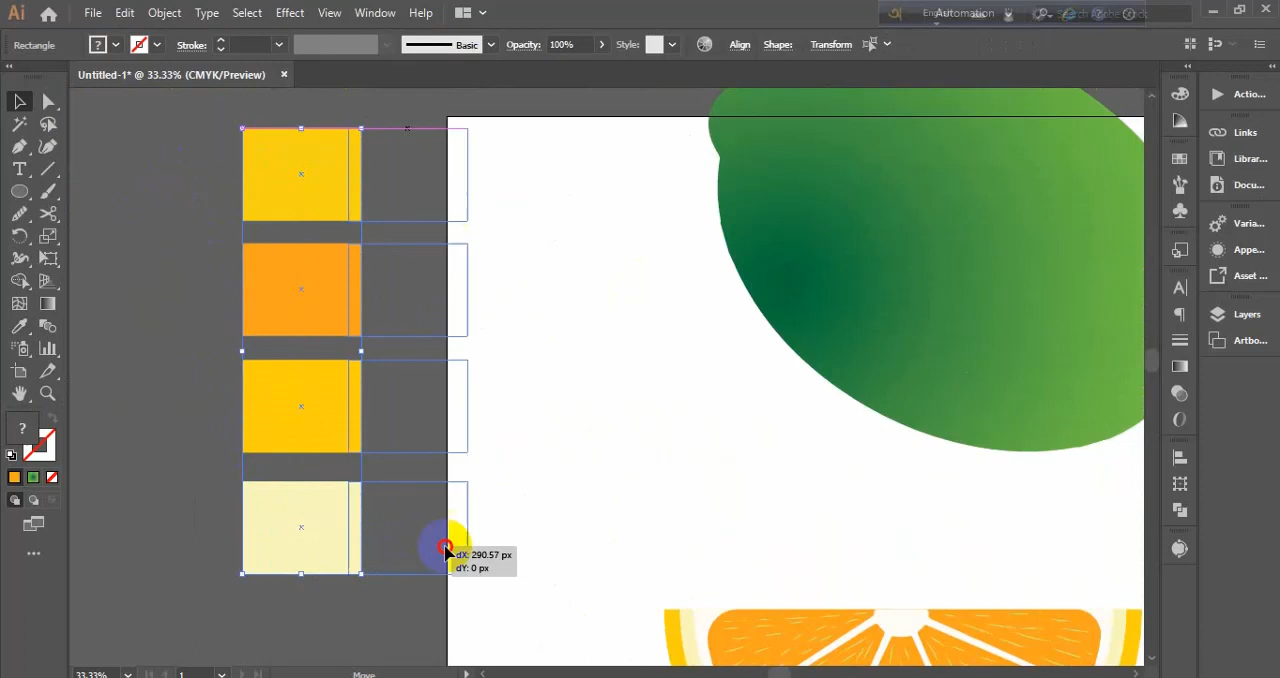 Ai File Edit Object Type Select Effect View Window Help
Automation
Rectangle ? Stroke: Basic Opacity: 100% Style: Align Shape: Transform
Untitled-1* @ 33.33% (CMYK/Preview)
Actio...
Links
Librar...
Docu...
Varia...
Appe...
Asset ...
Layers
Artbo...
?
dX: 290.57 px
dY: 0 px
33.33% 1 Move